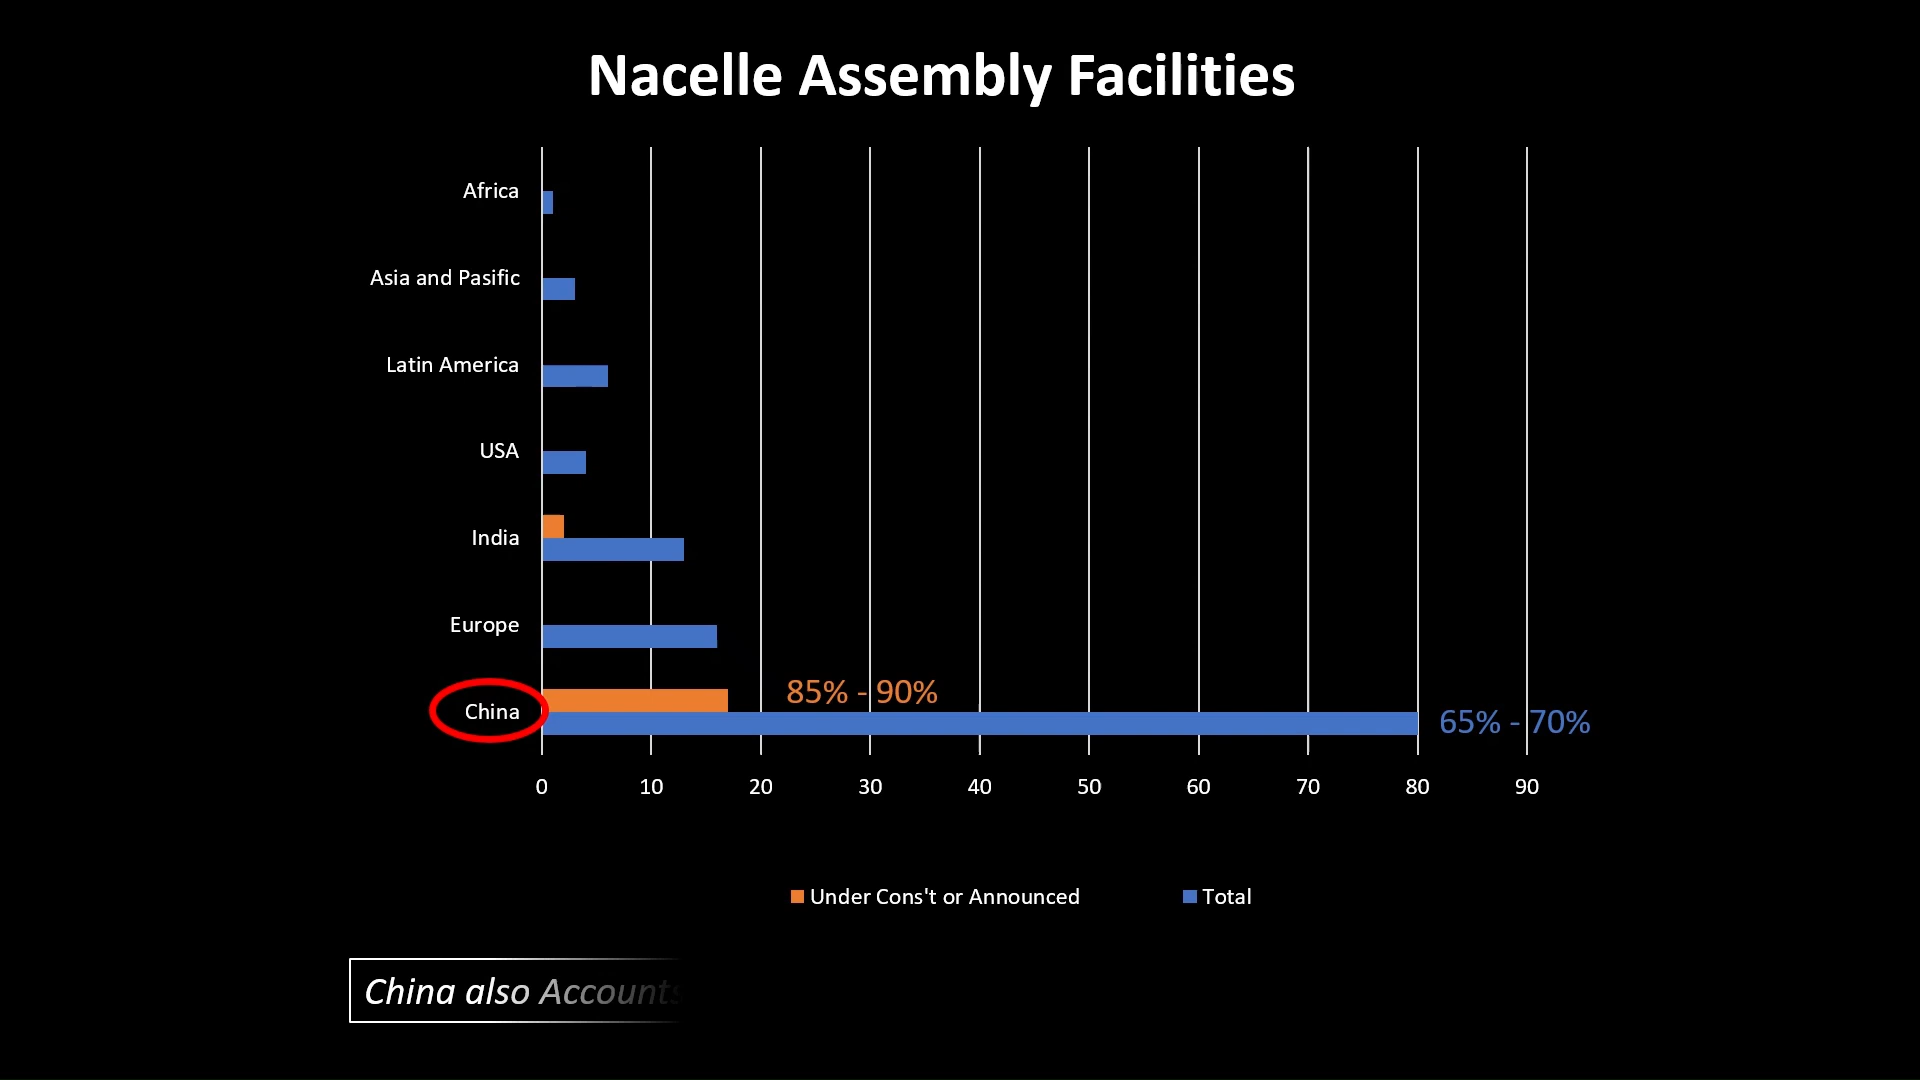 Nacelle Assembly Facilities
Africa
Asia and Pasific
Latin America
USA
India
Europe
China
85% - 90%
65% - 70%
0 10 20 30 40 50 60 70 80 90
Under Cons't or Announced Total
China also Accounts